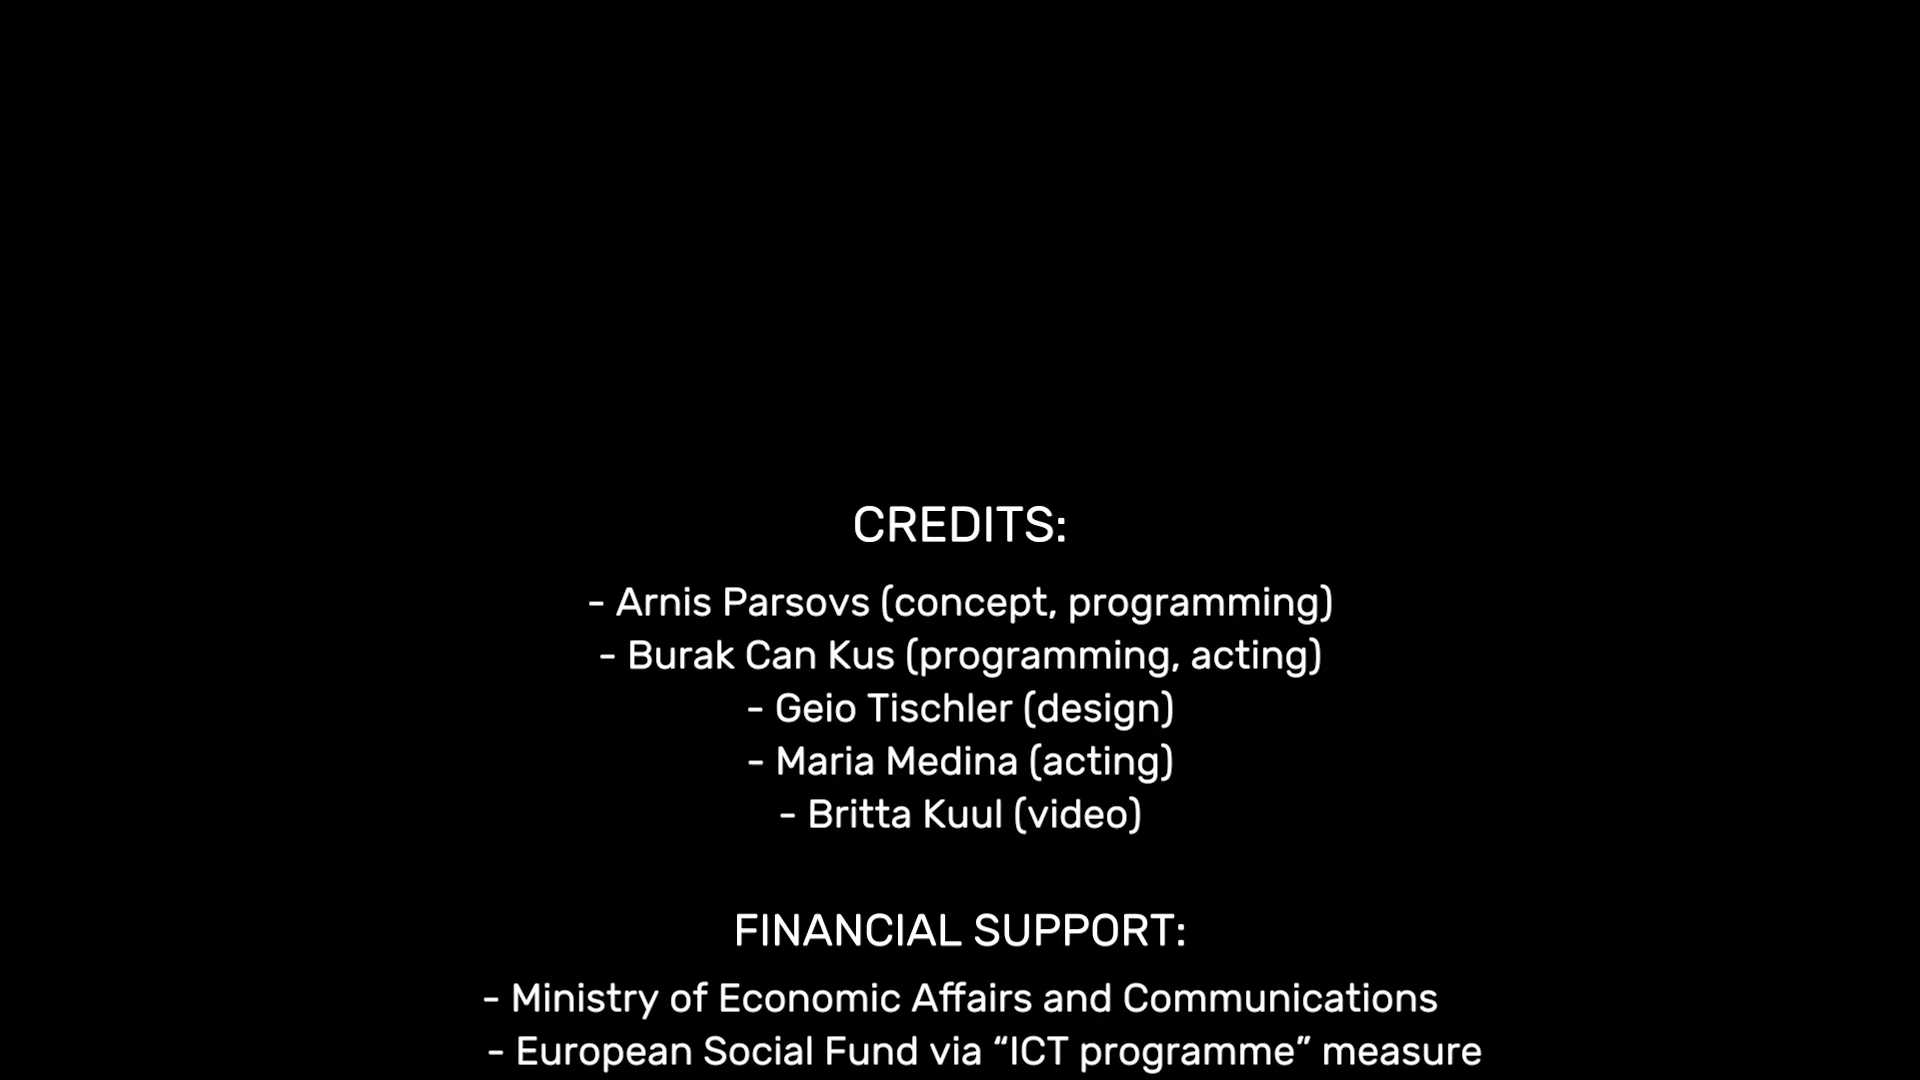 CREDITS:
- Arnis Parsovs (concept, programming)
- Burak Can Kus (programming, acting)
- Geio Tischler (design)
- Maria Medina (acting)
- Britta Kuul (video)
FINANCIAL SUPPORT:
- Ministry of Economic Affairs and Communications
- European Social Fund via “ICT programme” measure